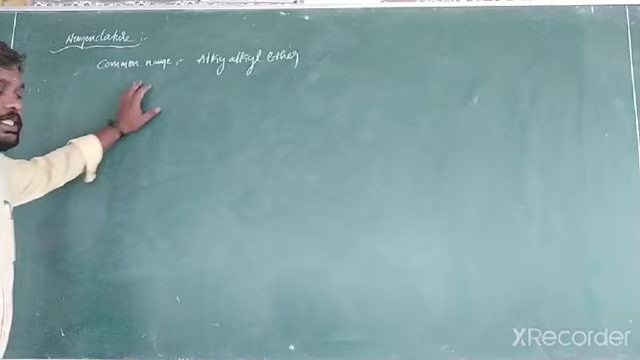 Nomenclature :-
Common name :- Alkyl alkyl Ether
XRecorder